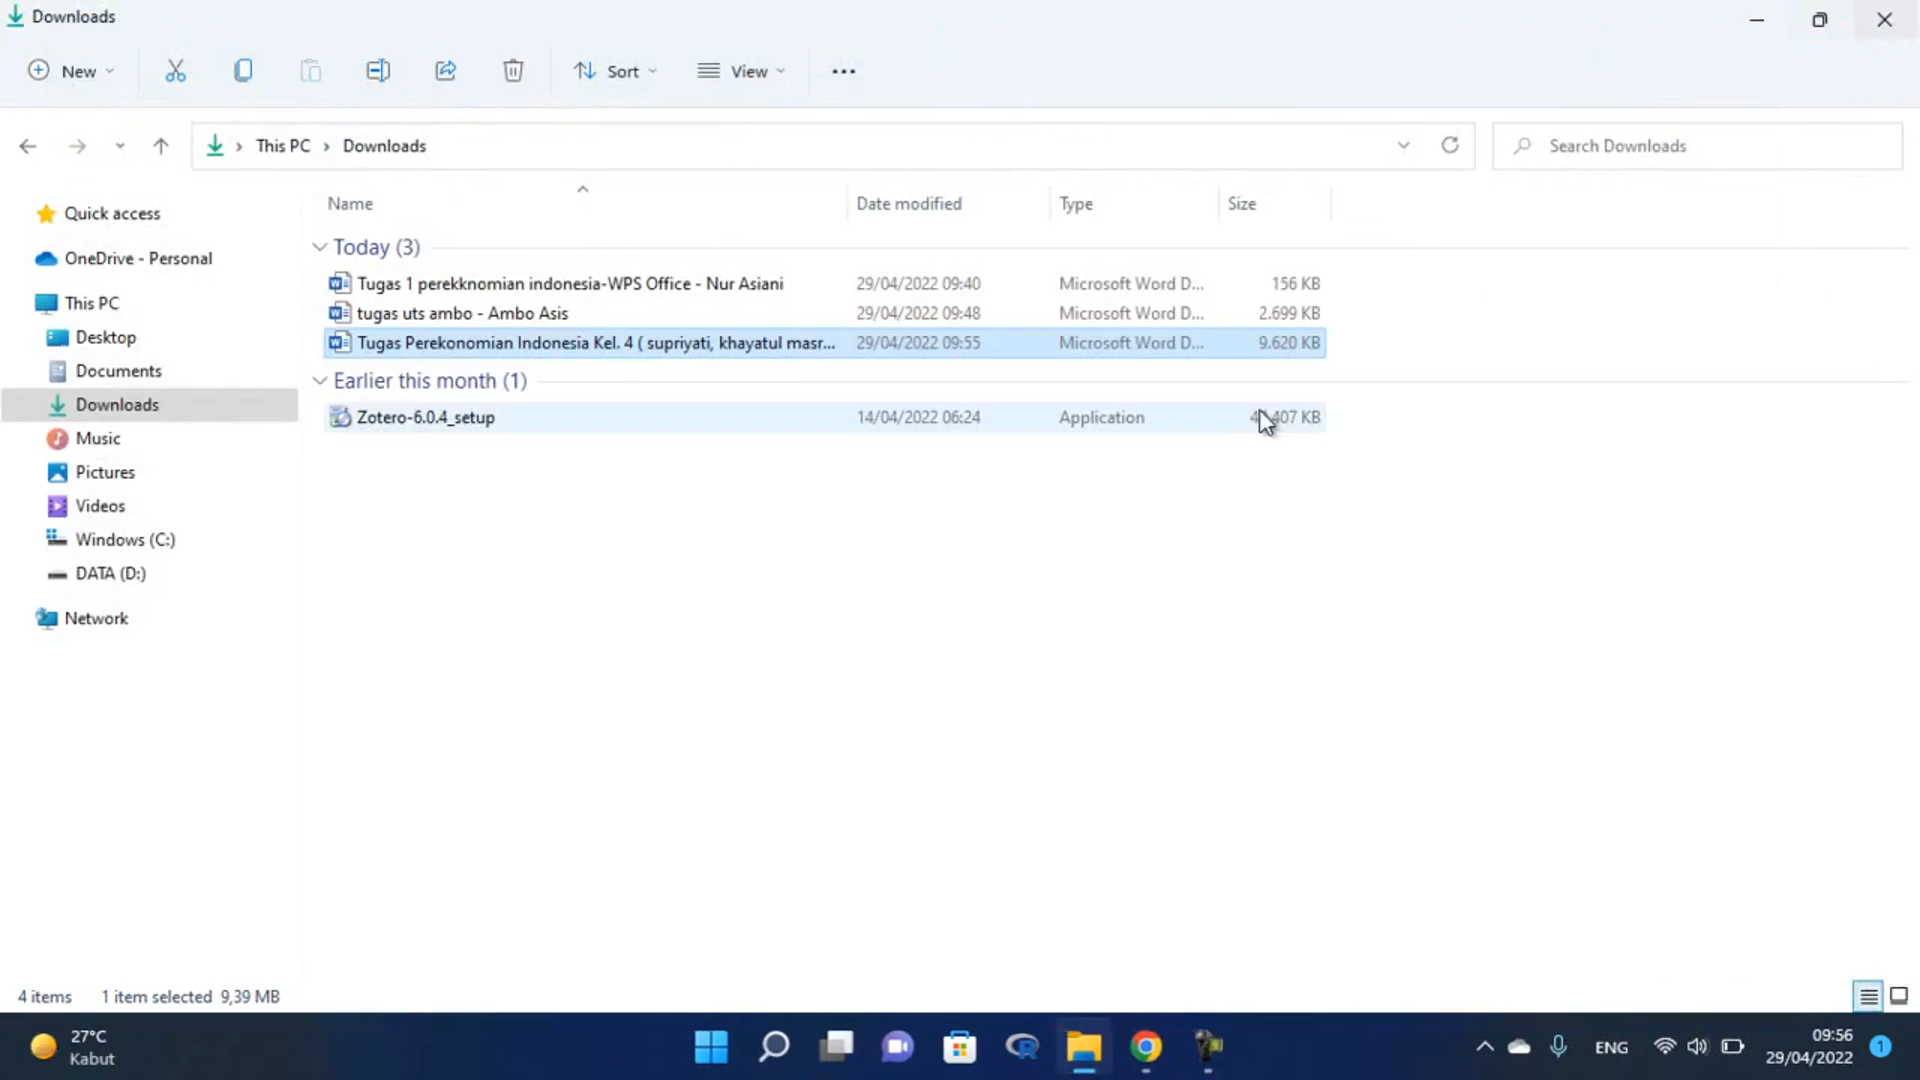 Downloads
New
Sort
View
This PC
Downloads
Search Downloads
Name
Date modified
Type
Size
Quick access
OneDrive - Personal
This PC
Desktop
Documents
Downloads
Music
Pictures
Videos
Windows (C:)
DATA (D:)
Network
Today (3)
Tugas 1 perekknomian indonesia-WPS Office - Nur Asiani 29/04/2022 09:40 Microsoft Word D... 156 KB
tugas uts ambo - Ambo Asis 29/04/2022 09:48 Microsoft Word D... 2.699 KB
Tugas Perekonomian Indonesia Kel. 4 ( supriyati, khayatul masr... 29/04/2022 09:55 Microsoft Word D... 9.620 KB
Earlier this month (1)
Zotero-6.0.4_setup 14/04/2022 06:24 Application KB
4 items 1 item selected 9,39 MB
27°C
Kabut
ENG
09:56
29/04/2022
1